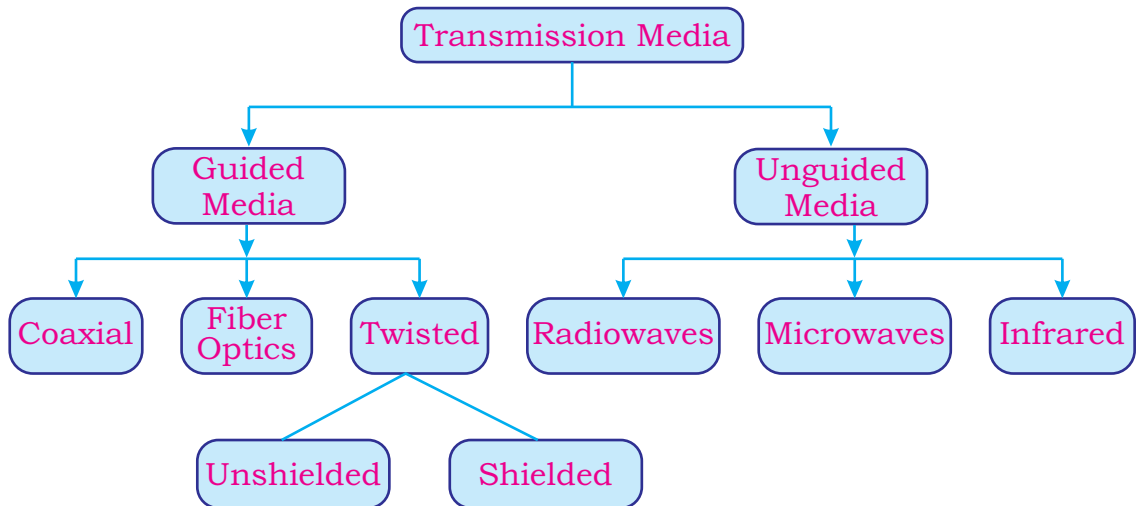 Transmission Media
Guided
Media
Unguided
Media
Coaxial
Fiber
Optics
Twisted
Radiowaves
Microwaves
Infrared
Unshielded
Shielded